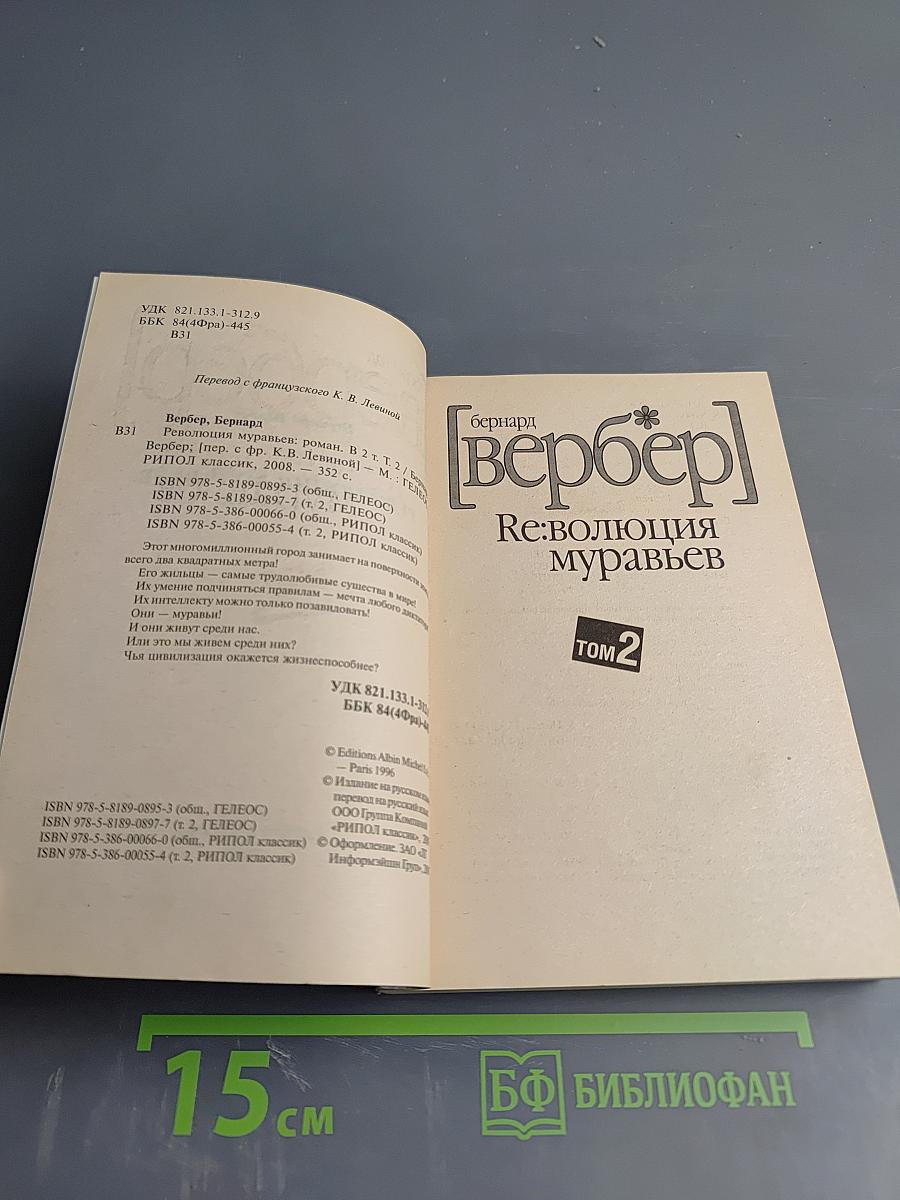 УДК 821.133.1-312.9
ББК 84(4Фра)-445
В31
Перевод с французского К. В. Левиной
Вербер, Бернард
В31 Революция муравьев: роман. В 2 т. Т. 2 /
Вербер; [пер. с фр. К.В. Левиной] — М. :
РИПОЛ классик, 2008. — 352 с.
ISBN 978-5-8189-0895-3 (общ., ГЕЛЕОС)
ISBN 978-5-8189-0897-7 (т. 2, ГЕЛЕОС)
ISBN 978-5-386-00066-0 (общ., РИПОЛ классик)
ISBN 978-5-386-00055-4 (т. 2, РИПОЛ классик)
Этот многомиллионный город занимает на поверхности
всего два квадратных метра!
Его жильцы — самые трудолюбивые существа в мире!
Их умение подчиняться правилам — мечта любого
Их интеллекту можно только позавидовать!
Они — муравьи!
И они живут среди нас.
Или это мы живем среди них?
Чья цивилизация окажется жизнеспособнее?
УДК 821.133.1-312
ББК 84(4Фра)-
© Editions Albin Michel
— Paris 1996
© Издание на русском
перевод на русский
ООО Группа Компаний
«РИПОЛ классик»,
© Оформление. ЗАО
Информэйшн Груп»,
ISBN 978-5-8189-0895-3 (общ., ГЕЛЕОС)
ISBN 978-5-8189-0897-7 (т. 2, ГЕЛЕОС)
ISBN 978-5-386-00066-0 (общ., РИПОЛ классик)
ISBN 978-5-386-00055-4 (т. 2, РИПОЛ классик)
[бернард
вербер]
Re:волюция
муравьев
ТОМ 2
15 см
БФ БИБЛИОФАН